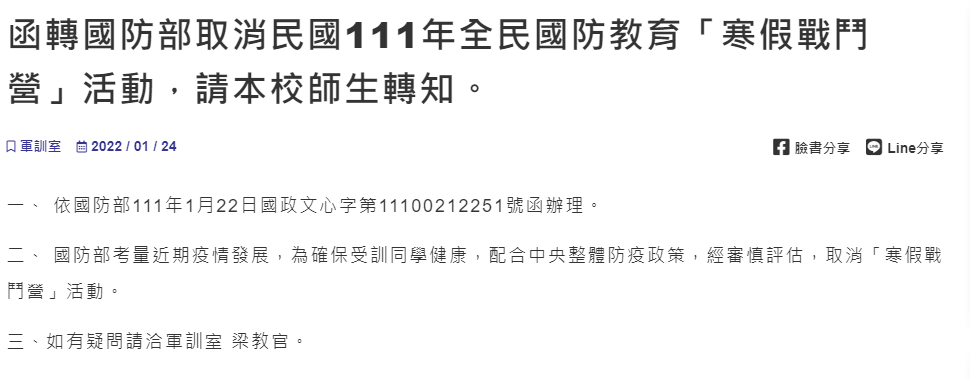 函轉國防部取消民國111年全民國防教育「寒假戰鬥
營」活動，請本校師生轉知。
軍訓室 2022 / 01 / 24 臉書分享 Line分享
一、 依國防部111年1月22日國政文心字第11100212251號函辦理。
二、 國防部考量近期疫情發展，為確保受訓同學健康，配合中央整體防疫政策，經審慎評估，取消「寒假戰
鬥營」活動。
三、如有疑問請洽軍訓室 梁教官。